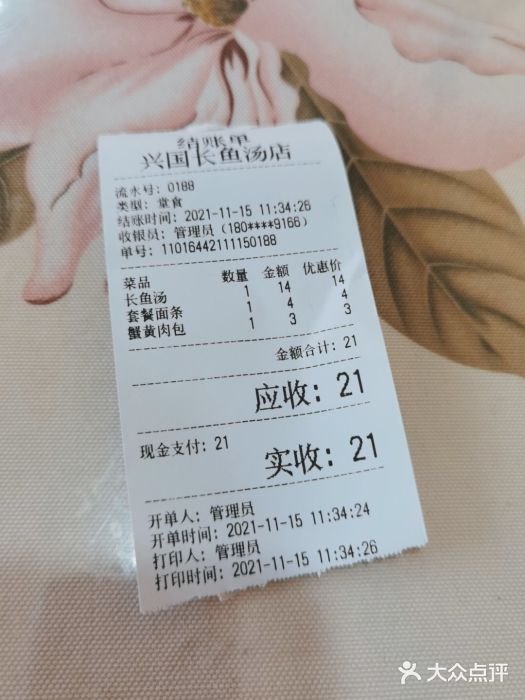 结账单
兴国长鱼汤店
流水号: 0188
类型: 堂食
结账时间: 2021-11-15 11:34:26
收银员: 管理员 (180****9166)
单号: 11016442111150188
菜品 数量 金额 优惠价
长鱼汤 1 14 14
套餐面条 1 4 4
蟹黄肉包 1 3 3
金额合计: 21
应收: 21
现金支付: 21
实收: 21
开单人: 管理员
开单时间: 2021-11-15 11:34:24
打印人: 管理员
打印时间: 2021-11-15 11:34:26
大众点评